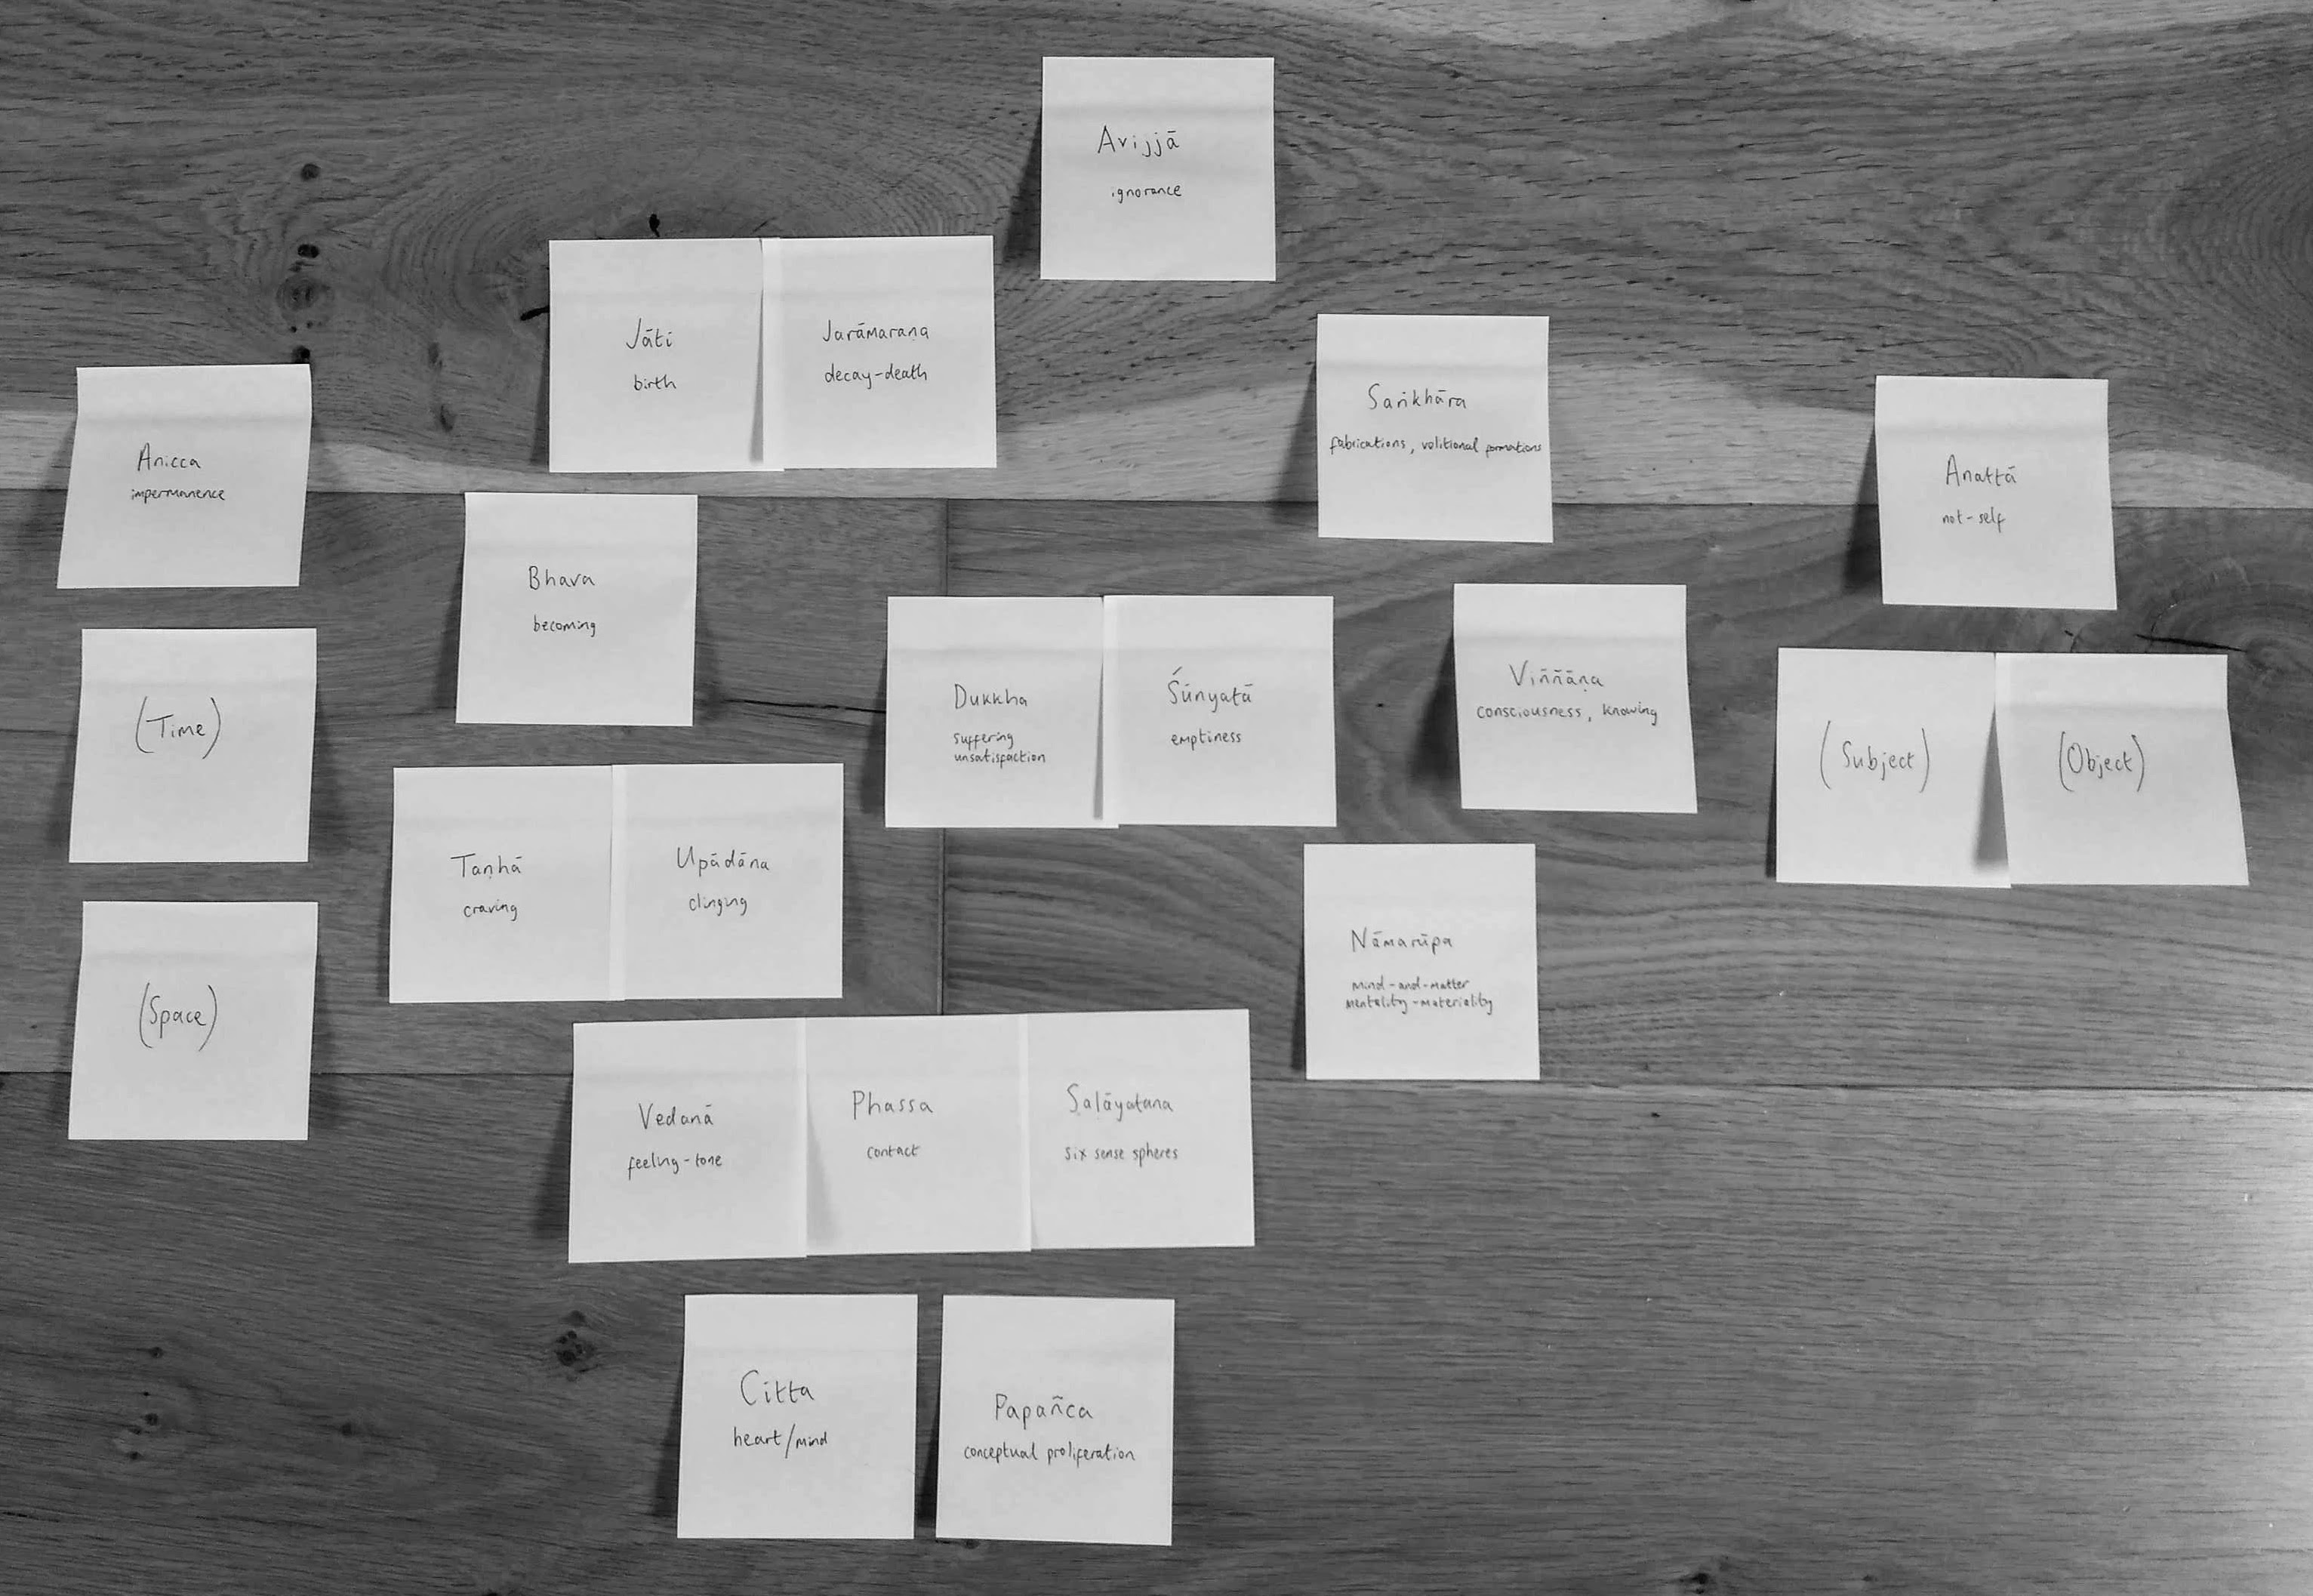 Avijjā
ignorance
Jāti
birth
Jarāmaraṇa
decay-death
Saṅkhāra
fabrications, volitional formations
Anicca
impermanence
Anattā
not-self
Bhava
becoming
Dukkha
suffering
unsatisfaction
Śūnyatā
emptiness
Viññāṇa
consciousness, knowing
(Time)
(Subject)
(Object)
Taṇhā
craving
Upādāna
clinging
Nāmarūpa
mind-and-matter
mentality-materiality
(Space)
Vedanā
feeling-tone
Phassa
contact
Saḷāyatana
six sense spheres
Citta
heart/mind
Papañca
conceptual proliferation